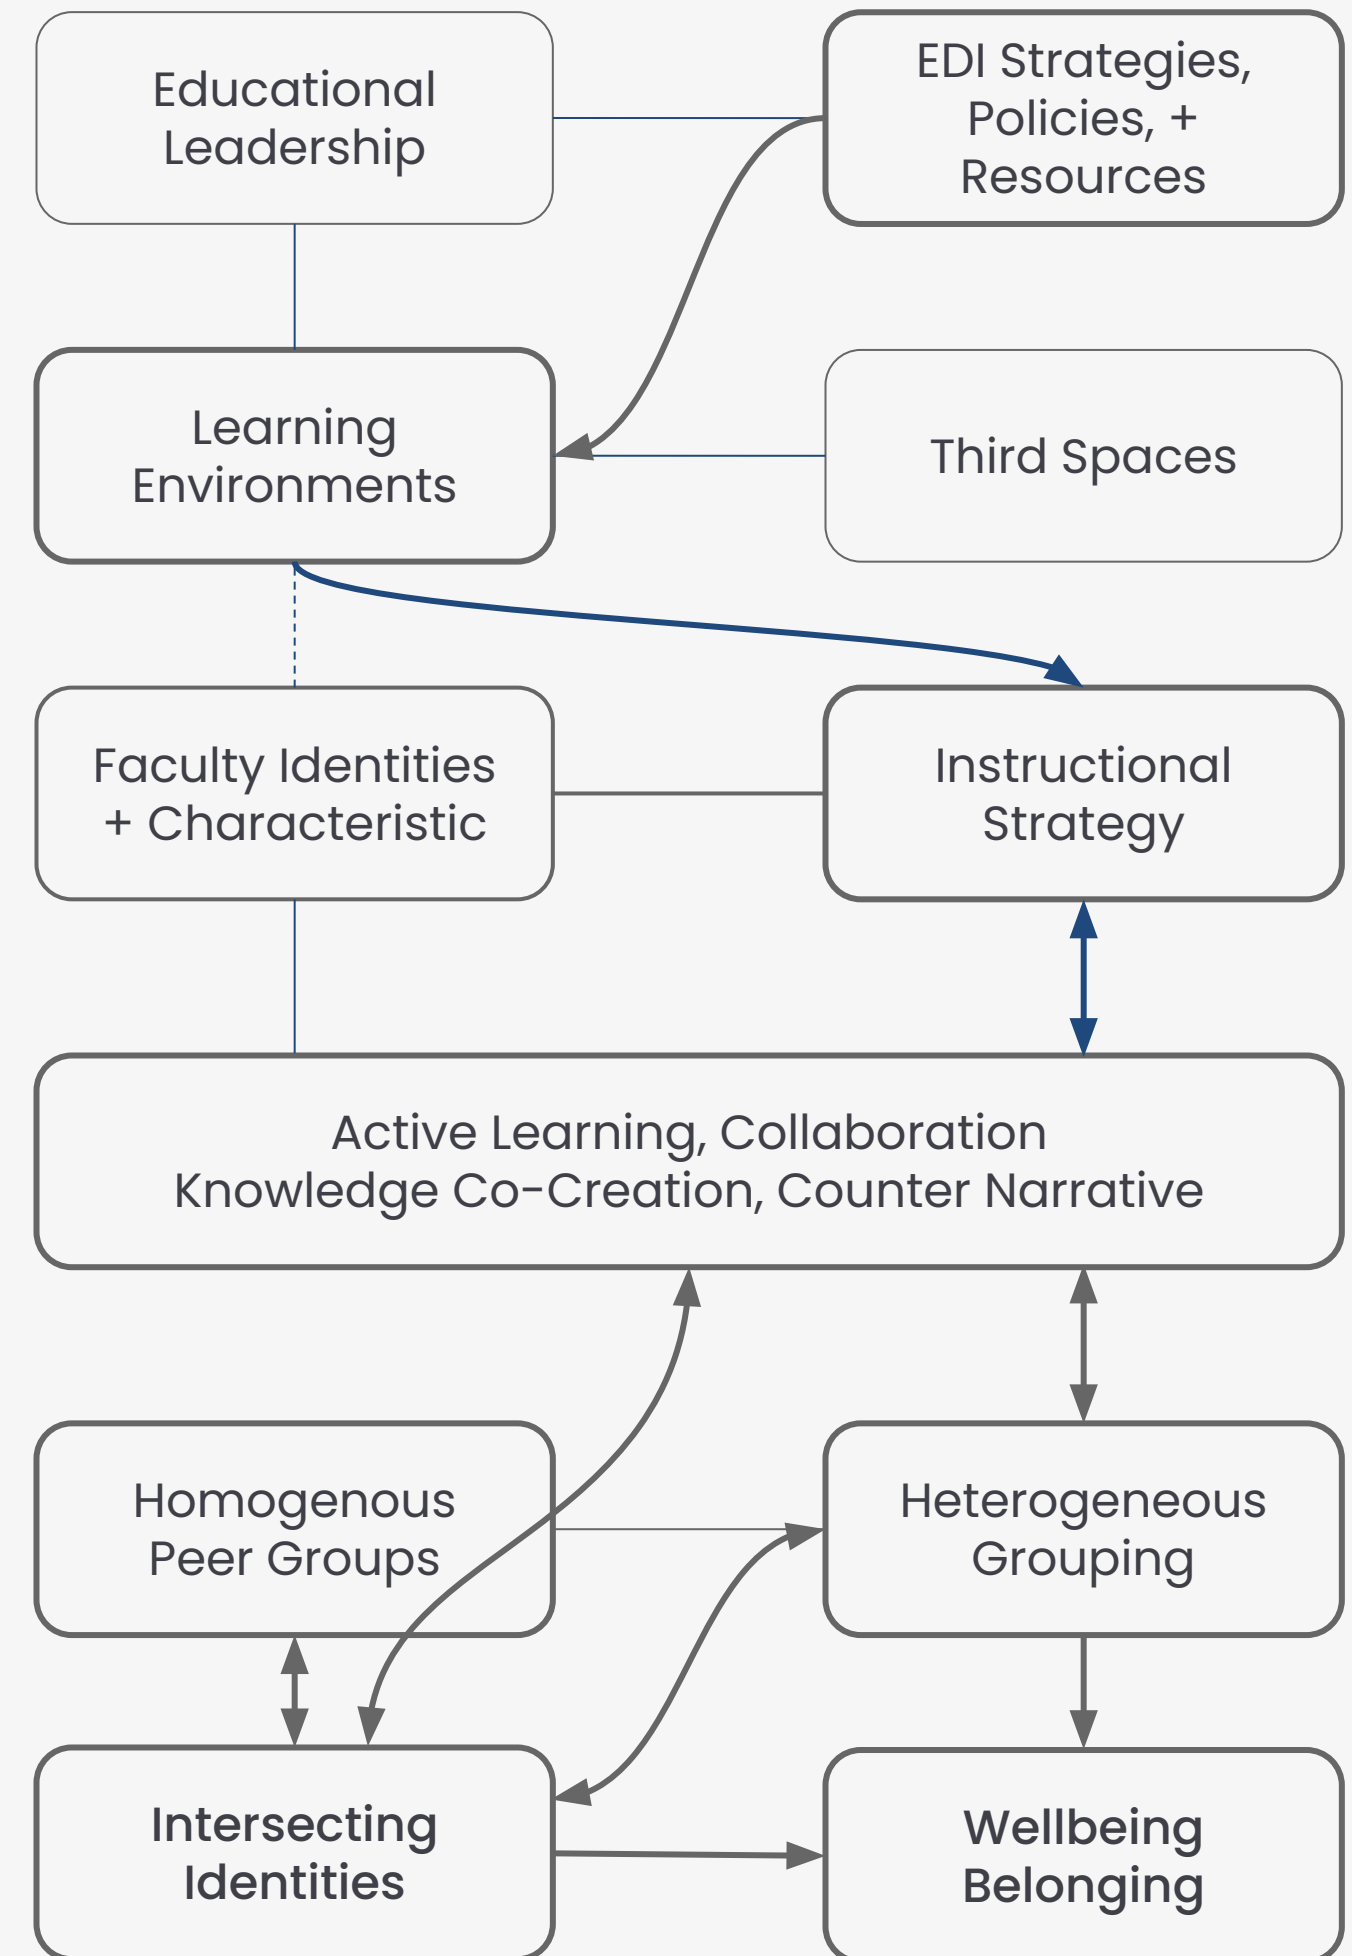 Educational
Leadership
EDI Strategies,
Policies, +
Resources
Learning
Environments
Third Spaces
Faculty Identities
+ Characteristic
Instructional
Strategy
Active Learning, Collaboration
Knowledge Co-Creation, Counter Narrative
Homogenous
Peer Groups
Heterogeneous
Grouping
Intersecting
Identities
Wellbeing
Belonging